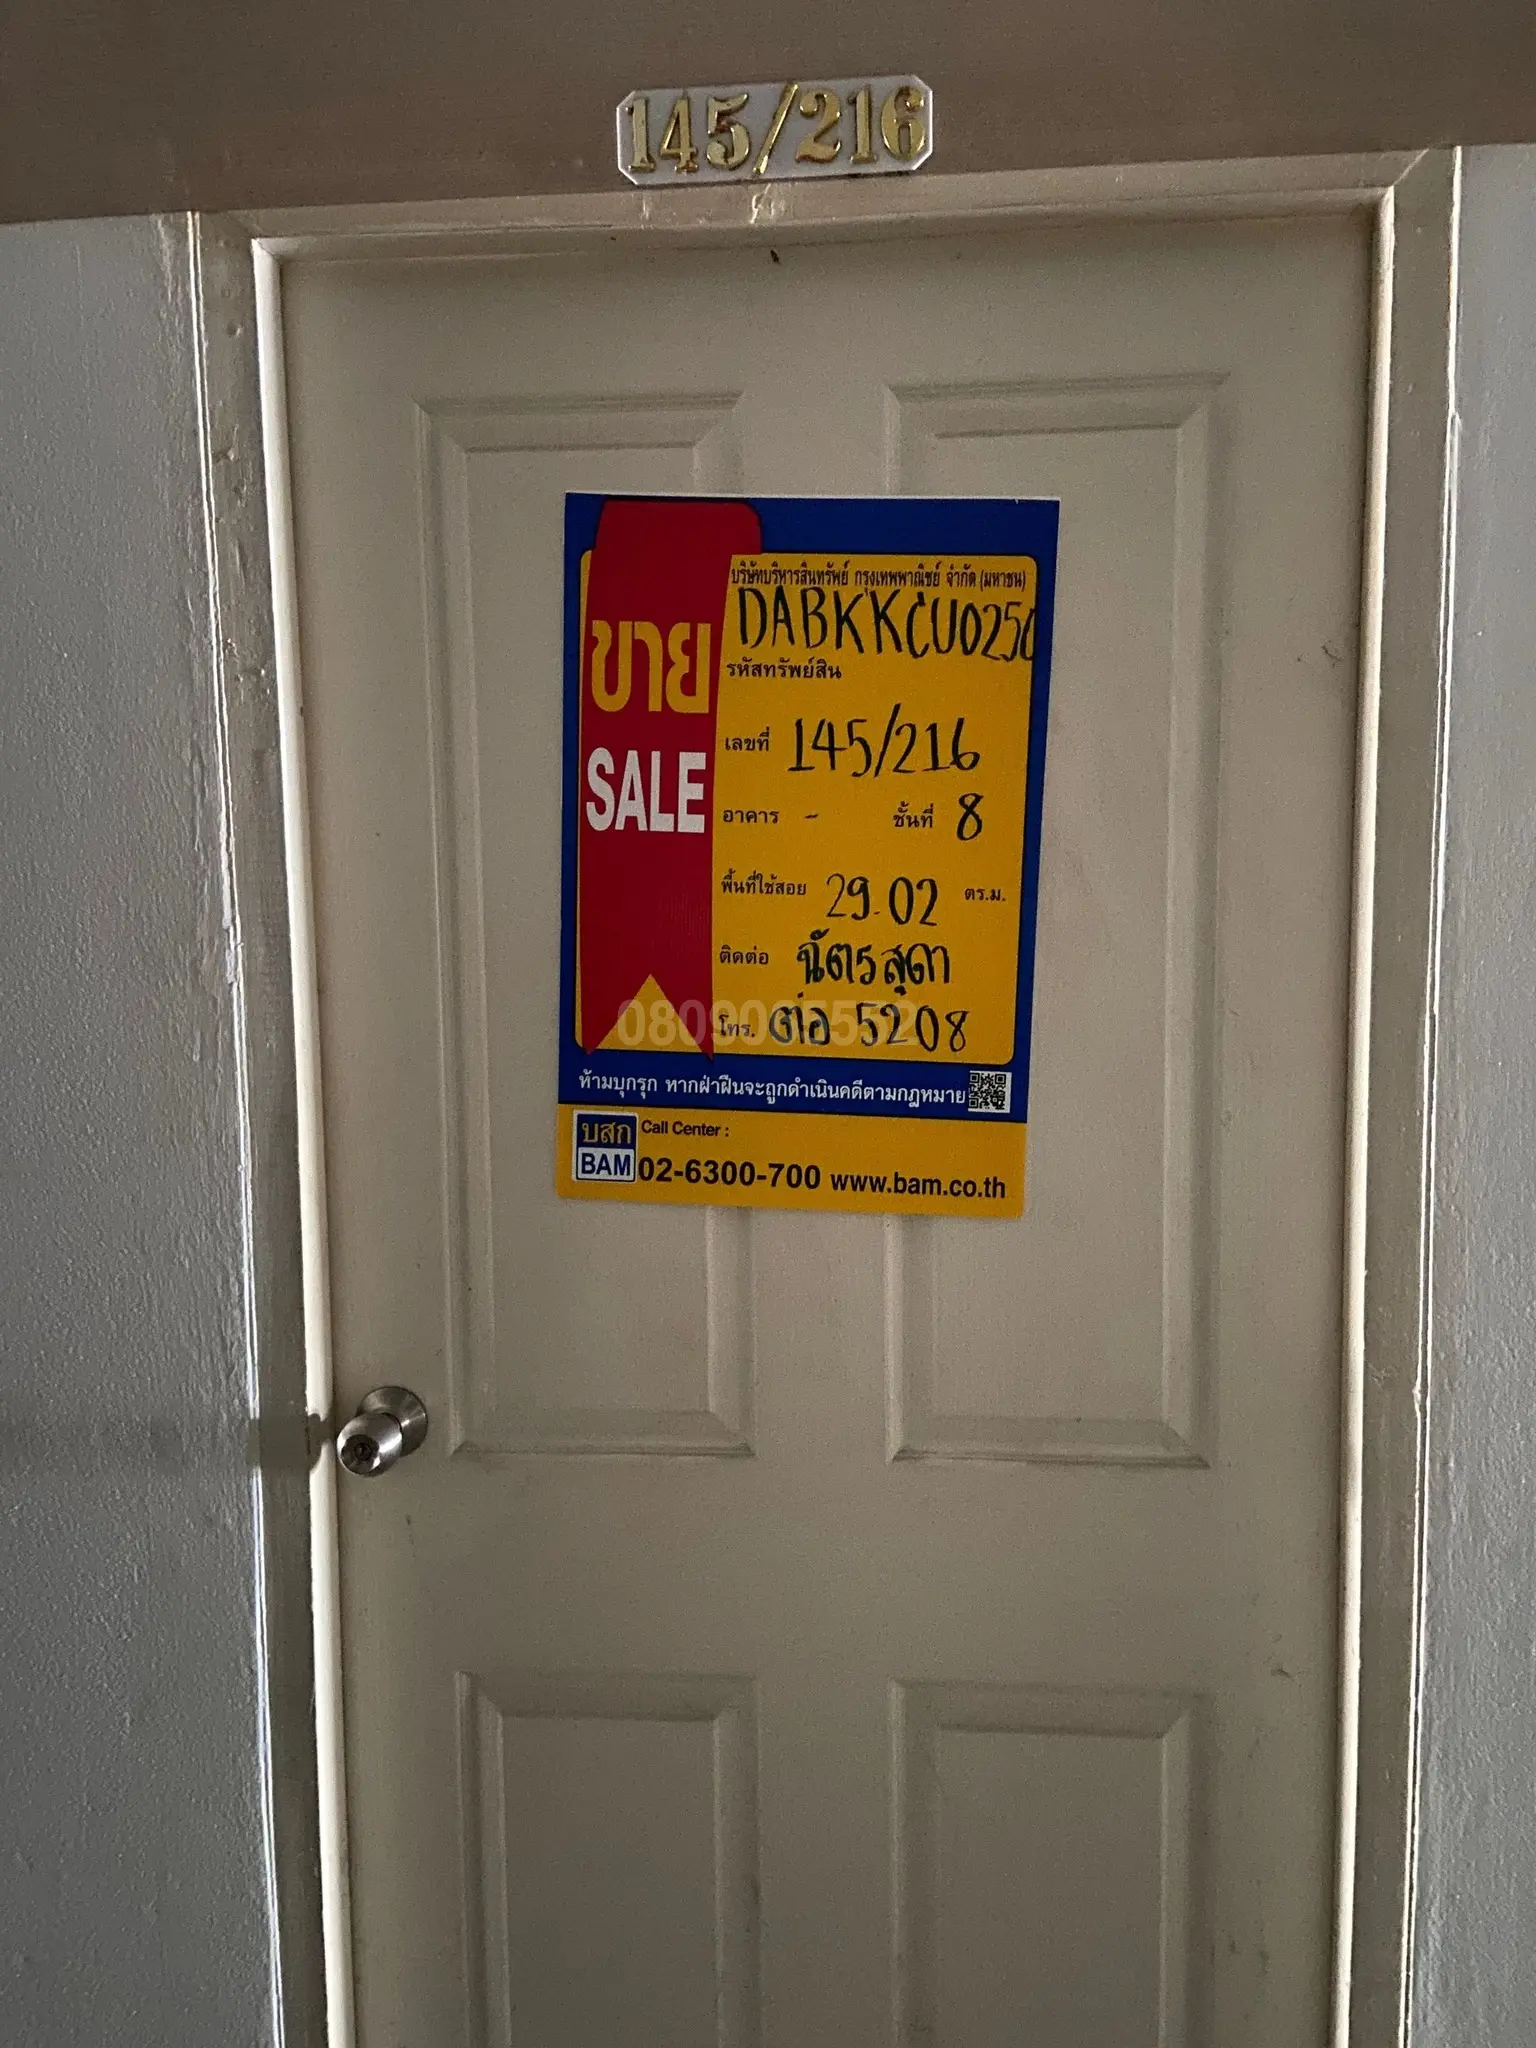 145/216
บริษัทบริหารสินทรัพย์ กรุงเทพพาณิชย์ จำกัด (มหาชน)
DABKKCU0250
รหัสทรัพย์สิน
ขาย
SALE
เลขที่ 145/216
อาคาร - ชั้นที่ 8
พื้นที่ใช้สอย 29.02 ตร.ม.
ติดต่อ ฉัตรสุดา
โทร. ต่อ 5208
ห้ามบุกรุก หากฝ่าฝืนจะถูกดำเนินคดีตามกฎหมาย
บสก Call Center :
BAM 02-6300-700 www.bam.co.th